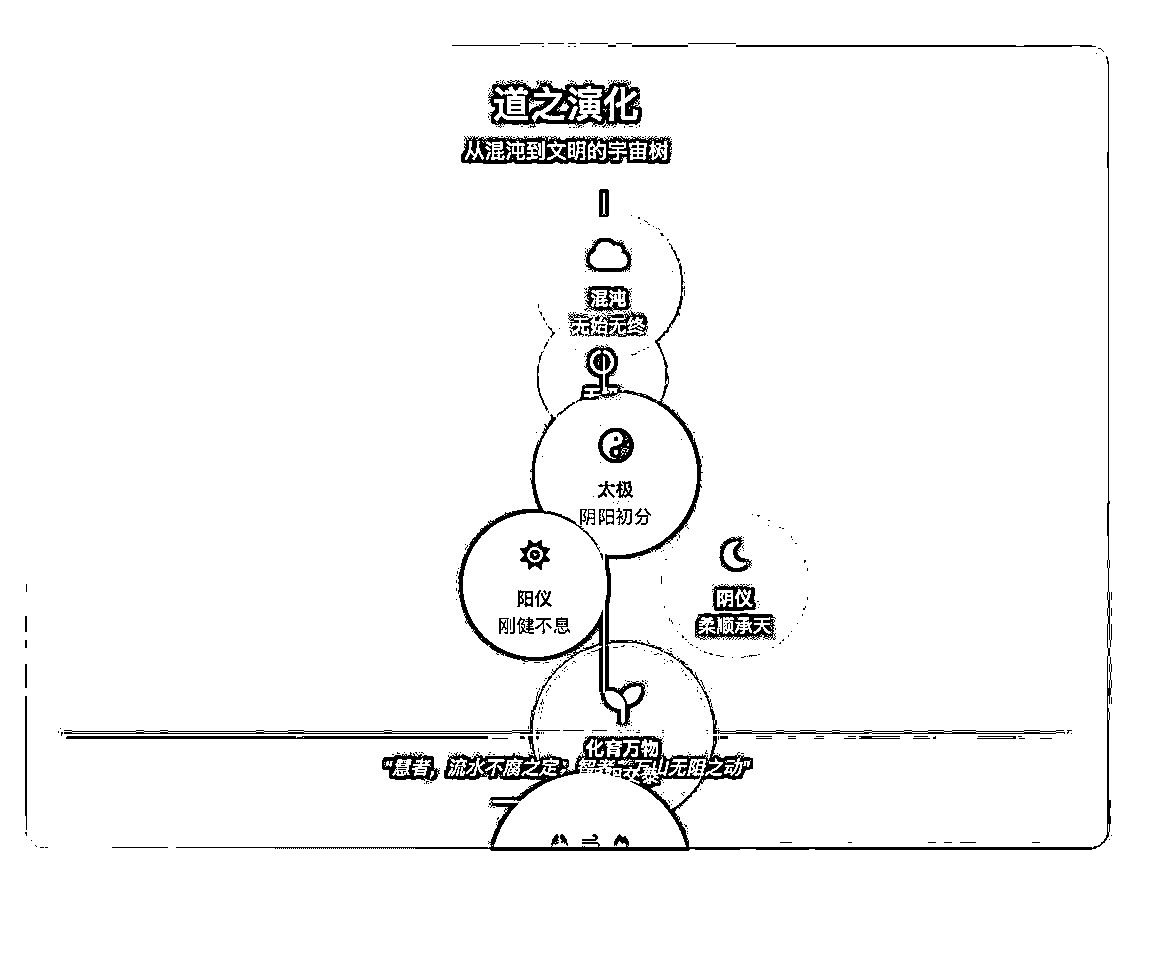 道之演化
从混沌到文明的宇宙树
混沌
无始无终
太极
阴阳初分
阳仪
刚健不息
阴仪
柔顺承天
化育万物
"慧者，流水不腐之定；智者，万山无阻之动"